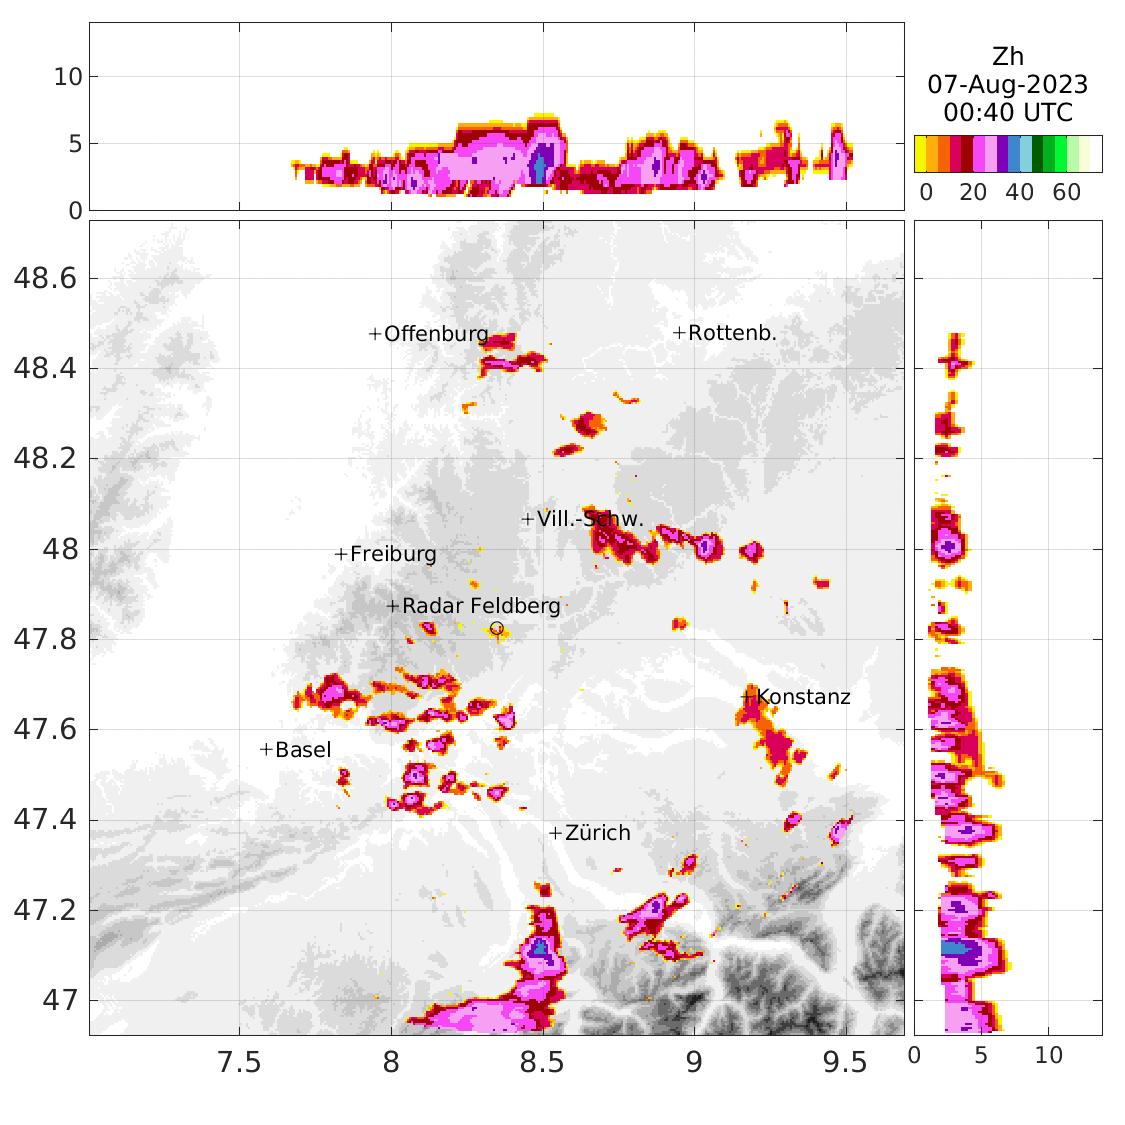 Zh
07-Aug-2023
00:40 UTC
0 20 40 60
10
5
0
48.6
48.4
48.2
48
47.8
47.6
47.4
47.2
47
+Offenburg
+Rottenb.
+Vill.-Schw.
+Freiburg
+Radar Feldberg
+Konstanz
+Basel
+Zürich
7.5 8 8.5 9 9.5
0 5 10